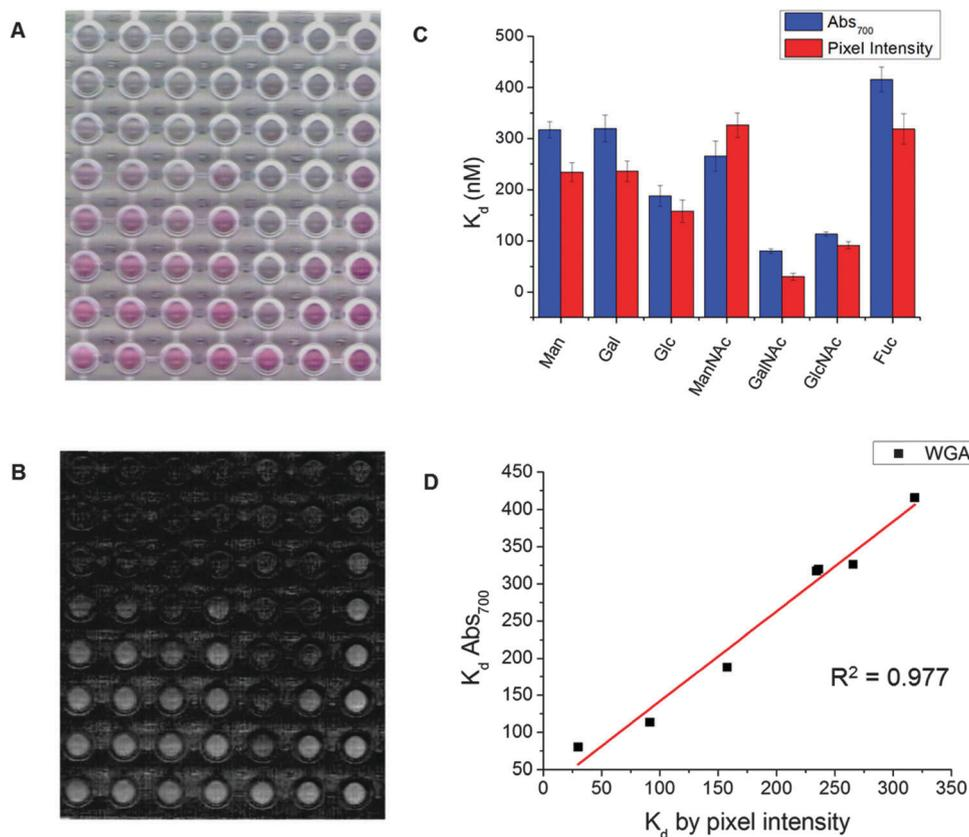 A
B
C
Abs700
Pixel Intensity
500
400
300
200
100
0
Kd (nM)
Man
Gal
Glc
ManNAc
GalNAc
GlcNAc
Fuc
D
WGA
450
400
350
300
250
200
150
100
50
Kd Abs700
R2 = 0.977
0
50
100
150
200
250
300
350
Kd by pixel intensity